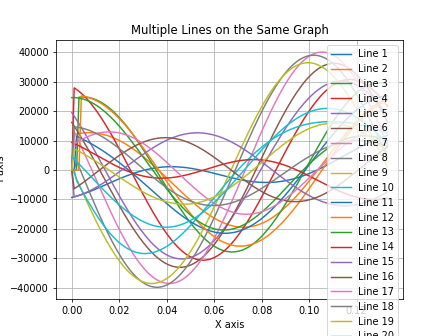 Multiple Lines on the Same Graph
40000
30000
20000
10000
0
−10000
−20000
−30000
−40000
0.00 0.02 0.04 0.06 0.08 0.10
X axis
Line 1
Line 2
Line 3
Line 4
Line 5
Line 6
Line 7
Line 8
Line 9
Line 10
Line 11
Line 12
Line 13
Line 14
Line 15
Line 16
Line 17
Line 18
Line 19
Line 20